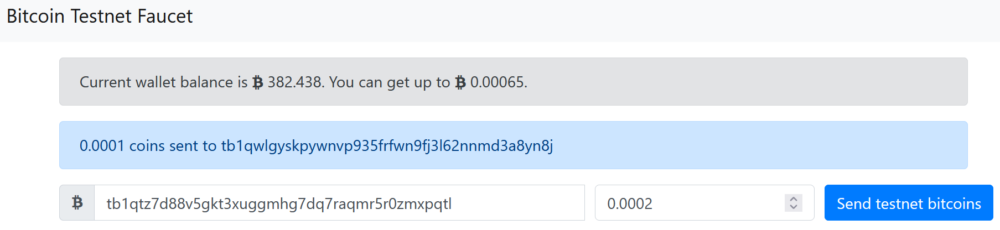 Bitcoin Testnet Faucet
Current wallet balance is ₿ 382.438. You can get up to ₿ 0.00065.
0.0001 coins sent to tb1qwlgyskpywnvp935frfwn9fj3l62nnmd3a8yn8j
₿ tb1qtz7d88v5gkt3xuggmhg7dq7raqmr5r0zmxpqtl 0.0002 Send testnet bitcoins